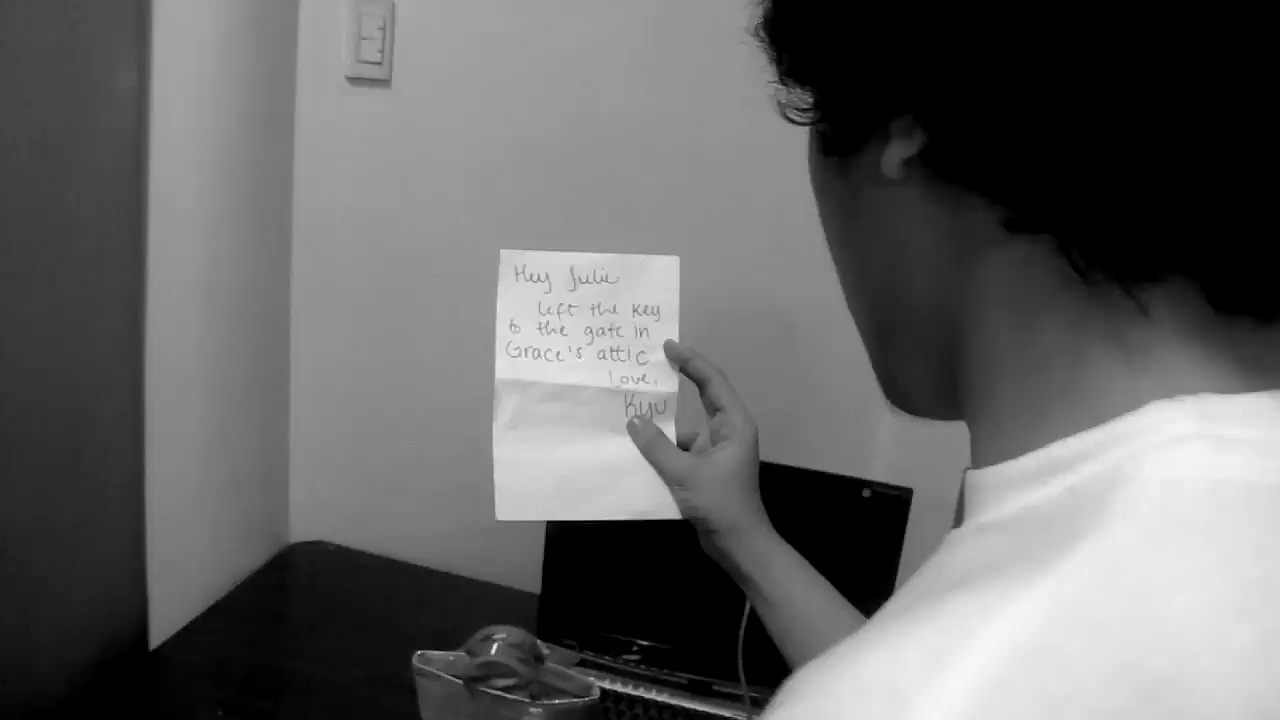 Hey Julie
left the key
to the gate in
Grace's attic
Love,
Kyu